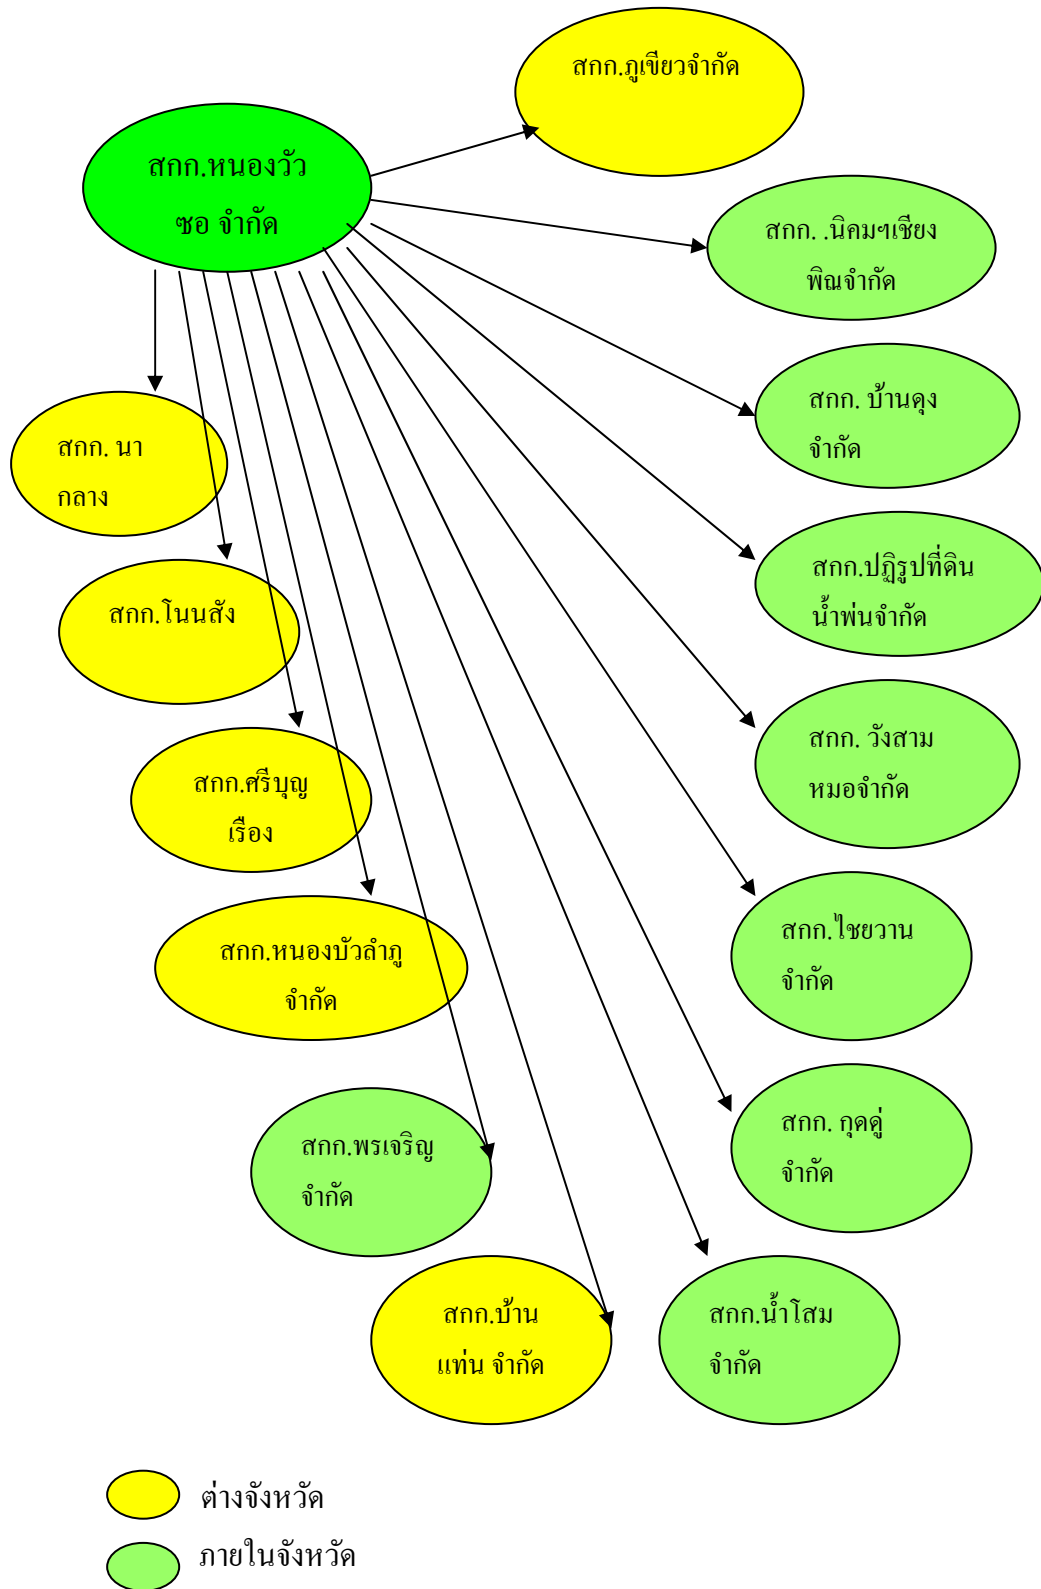 สกก.ภูเขียวจำกัด
สกก.หนองวัว
ซอ จำกัด
สกก. .นิคมฯเชียง
พิณจำกัด
สกก. บ้านดุง
จำกัด
สกก. นา
กลาง
สกก.ปฏิรูปที่ดิน
น้ำพ่นจำกัด
สกก.โนนสัง
สกก. วังสาม
หมอจำกัด
สกก.ศรีบุญ
เรือง
สกก.ไชยวาน
จำกัด
สกก.หนองบัวลำภู
จำกัด
สกก. กุดคู่
จำกัด
สกก.พรเจริญ
จำกัด
สกก.บ้าน
แท่น จำกัด
สกก.น้ำโสม
จำกัด
ต่างจังหวัด
ภายในจังหวัด